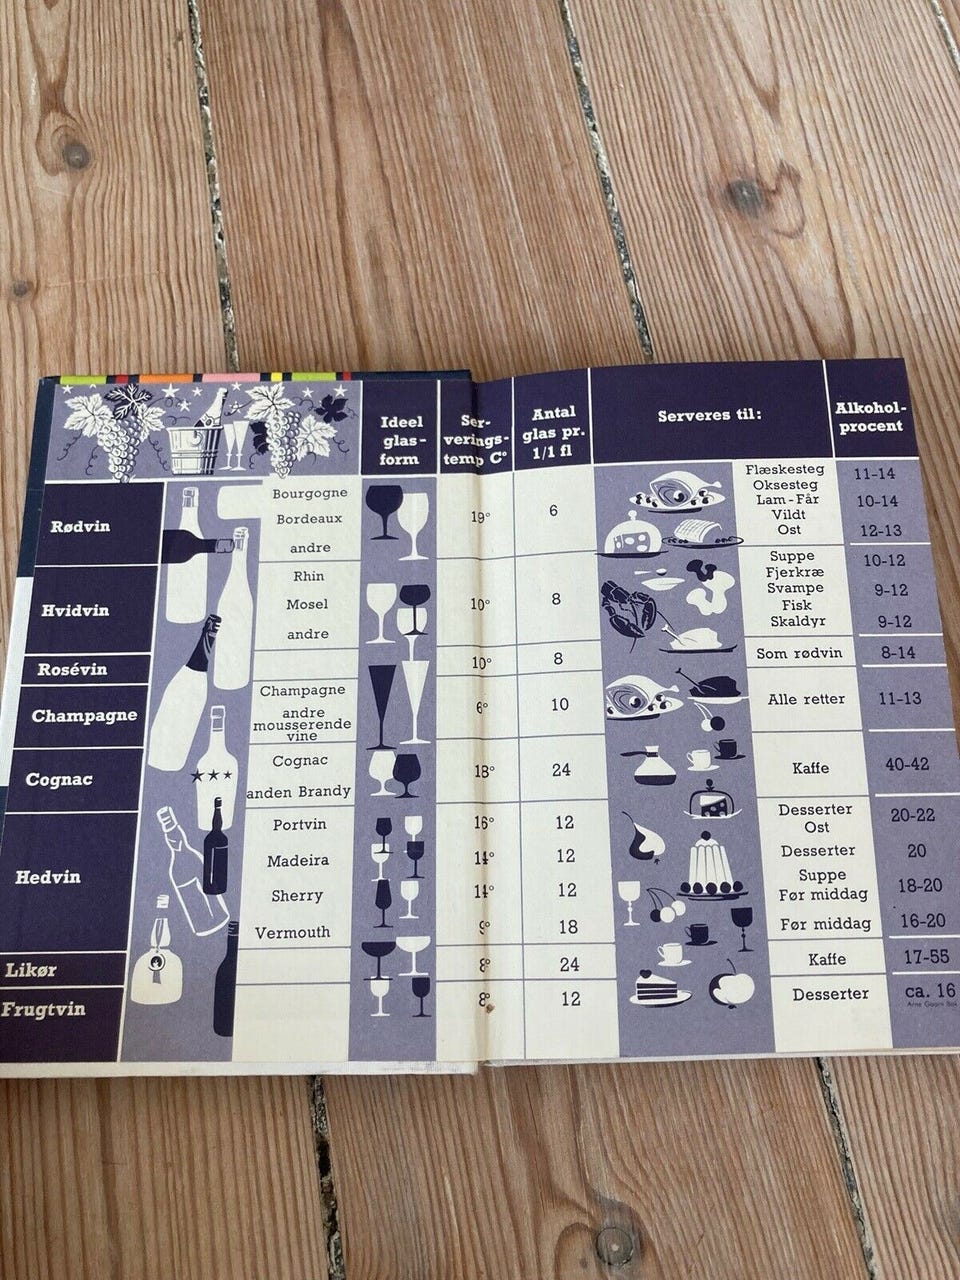 Ideel
glas-
form
Ser-
verings-
temp C°
Antal
glas pr.
1/1 fl
Serveres til:
Alkohol-
procent
Rødvin
Bourgogne
Bordeaux
andre
19°
6
Flæskesteg
Oksesteg
Lam-Får
Vildt
Ost
11-14
10-14
12-13
Hvidvin
Rhin
Mosel
andre
10°
8
Suppe
Fjerkræ
Svampe
Fisk
Skaldyr
10-12
9-12
9-12
Rosévin
10°
8
Som rødvin
8-14
Champagne
Champagne
andre
mousserende
vine
6°
10
Alle retter
11-13
Cognac
Cognac
anden Brandy
18°
24
Kaffe
40-42
Hedvin
Portvin
16°
12
Desserter
Ost
20-22
Madeira
14°
12
Desserter
20
Sherry
14°
12
Suppe
Før middag
18-20
Vermouth
9°
18
Før middag
16-20
Likør
8°
24
Kaffe
17-55
Frugtvin
8°
12
Desserter
ca. 16